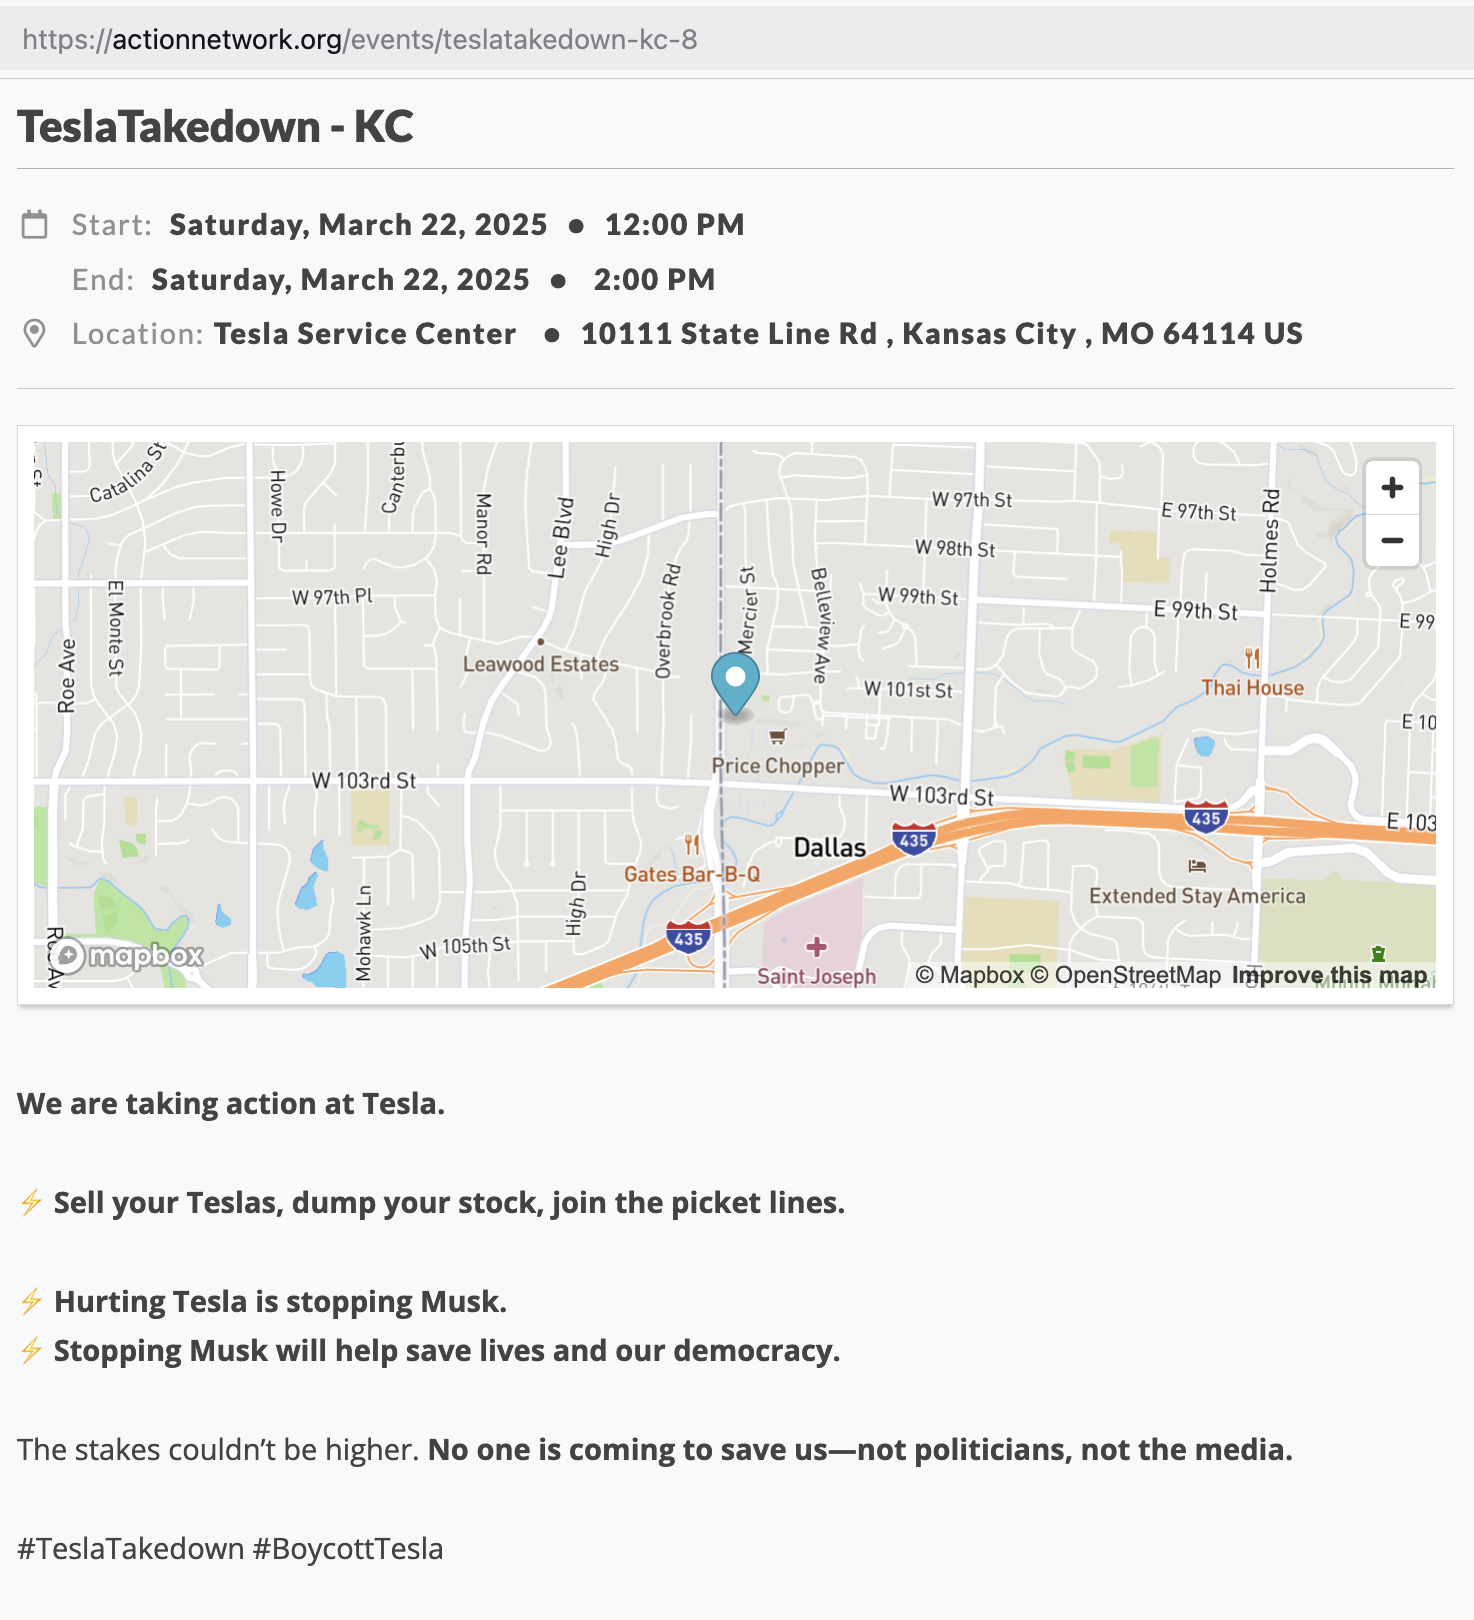 https://actionnetwork.org/events/teslatakedown-kc-8
TeslaTakedown - KC
Start: Saturday, March 22, 2025 ● 12:00 PM
End: Saturday, March 22, 2025 ● 2:00 PM
Location: Tesla Service Center ● 10111 State Line Rd , Kansas City , MO 64114 US
Catalina St
Howe Dr
Manor Rd
Lee Blvd
High Dr
W 97th St
E 97th St
Holmes Rd
+
−
W 98th St
El Monte St
W 97th Pl
Overbrook Rd
Mercier St
Belleview Ave
W 99th St
E 99th St
E 99
Roe Ave
Leawood Estates
W 101st St
Thai House
E 10
Price Chopper
W 103rd St
W 103rd St
435
435
E 103
Dallas
Gates Bar-B-Q
Extended Stay America
Mohawk Ln
High Dr
W 105th St
435
mapbox
Saint Joseph
© Mapbox © OpenStreetMap Improve this map
We are taking action at Tesla.
⚡ Sell your Teslas, dump your stock, join the picket lines.
⚡ Hurting Tesla is stopping Musk.
⚡ Stopping Musk will help save lives and our democracy.
The stakes couldn’t be higher. No one is coming to save us—not politicians, not the media.
#TeslaTakedown #BoycottTesla